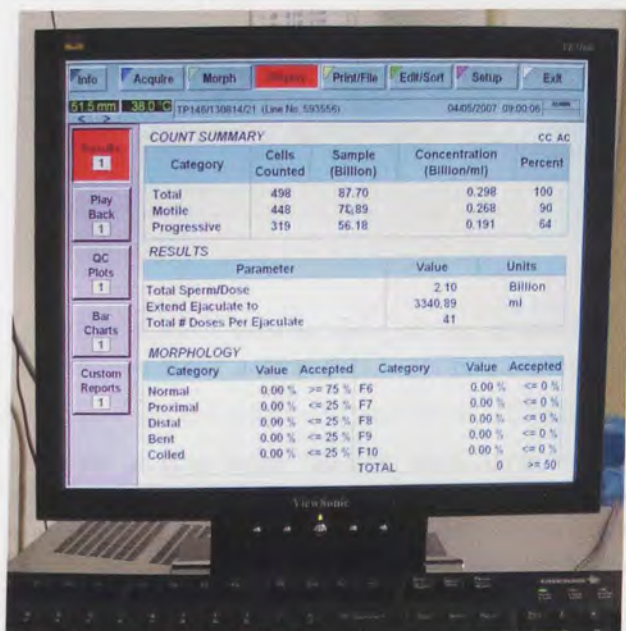 Info Acquire Morph Display Print/File Edit/Sort Setup Exit
51.5 mm 38.0 °C TP146/130814/21 (Line No. 593556) 04/05/2007 09:00:06
< >
Results
1
Play
Back
1
QC
Plots
1
Bar
Charts
1
Custom
Reports
1
COUNT SUMMARY CC AC
Category Cells Counted Sample (Billion) Concentration (Billion/ml) Percent
Total 498 87.70 0.298 100
Motile 448 0.268 90
Progressive 319 56.18 0.191 64
RESULTS
Parameter Value Units
Total Sperm/Dose 2.10 Billion
Extend Ejaculate to 3340.89 ml
Total # Doses Per Ejaculate 41
MORPHOLOGY
Category Value Accepted Category Value Accepted
Normal 0.00 % >= 75 % F6 0.00 % <= 0 %
Proximal 0.00 % <= 25 % F7 0.00 % <= 0 %
Distal 0.00 % <= 25 % F8 0.00 % <= 0 %
Bent 0.00 % <= 25 % F9 0.00 % <= 0 %
Coiled 0.00 % <= 25 % F10 0.00 % <= 0 %
TOTAL 0 >= 50
ViewSonic